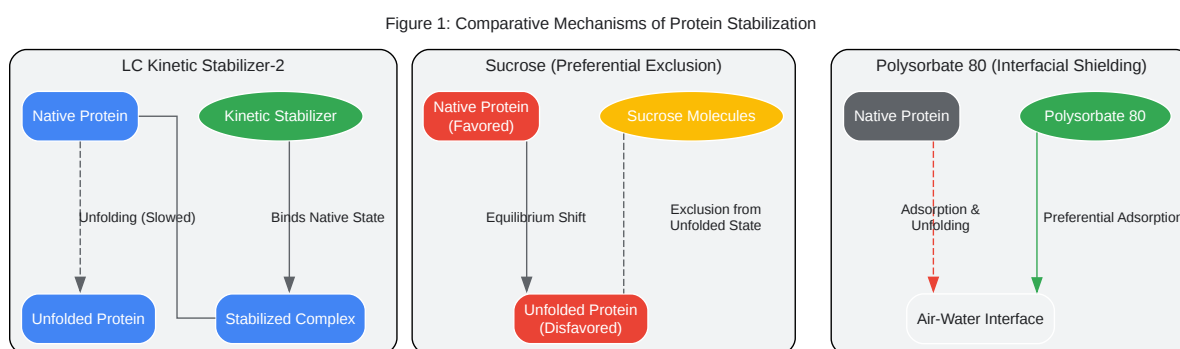 Figure 1: Comparative Mechanisms of Protein Stabilization
LC Kinetic Stabilizer-2
Native Protein
Kinetic Stabilizer
Unfolding (Slowed)
Binds Native State
Unfolded Protein
Stabilized Complex
Sucrose (Preferential Exclusion)
Native Protein
(Favored)
Sucrose Molecules
Equilibrium Shift
Exclusion from
Unfolded State
Unfolded Protein
(Disfavored)
Polysorbate 80 (Interfacial Shielding)
Native Protein
Polysorbate 80
Adsorption &
Unfolding
Preferential Adsorption
Air-Water Interface